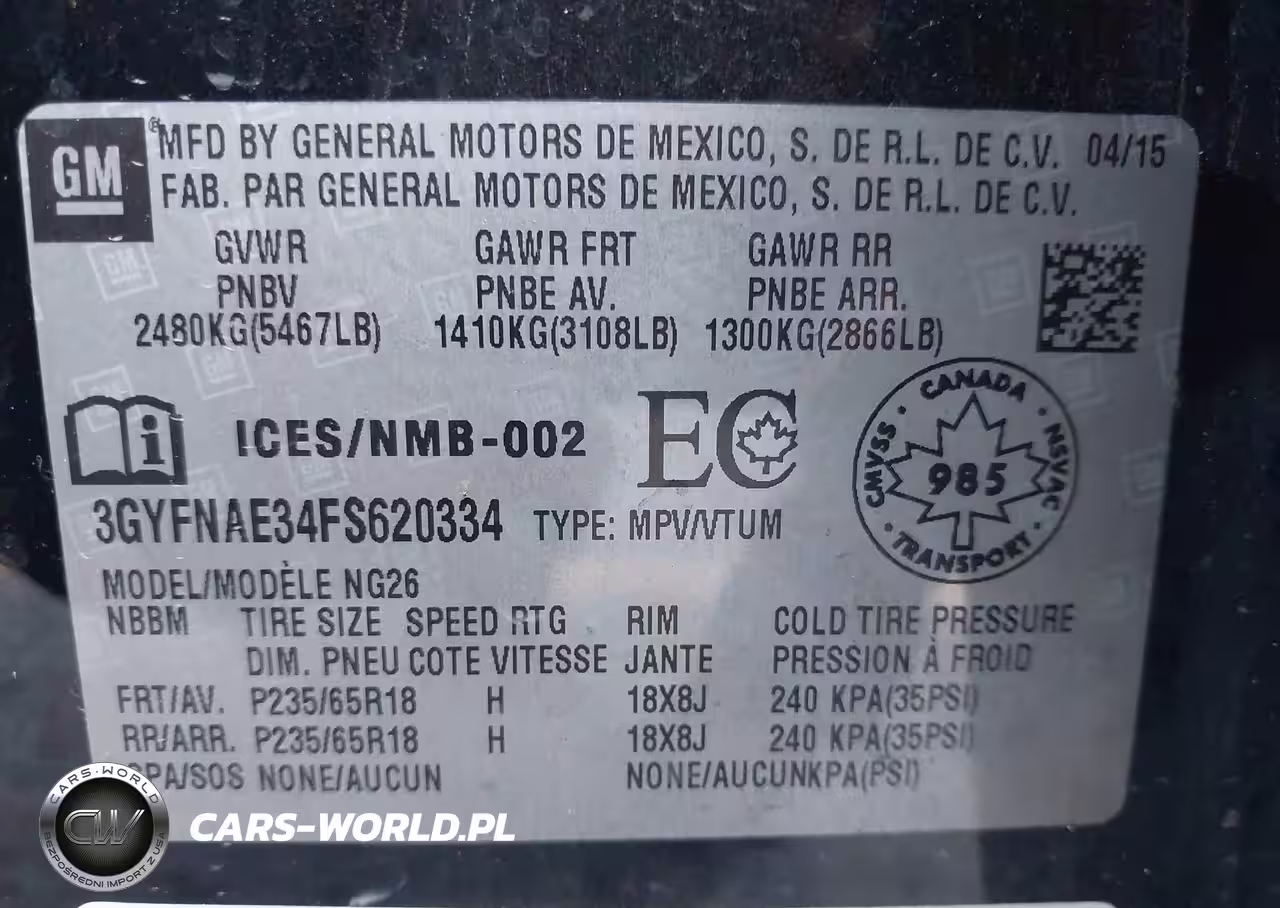 GM
® MFD BY GENERAL MOTORS DE MEXICO, S. DE R.L. DE C.V. 04/15
FAB. PAR GENERAL MOTORS DE MEXICO, S. DE R.L. DE C.V.
GVWR GAWR FRT GAWR RR
PNBV PNBE AV. PNBE ARR.
2480KG(5467LB) 1410KG(3108LB) 1300KG(2866LB)
i ICES/NMB-002 EC
CANADA
CMVSS • 985 • NSVAC
TRANSPORT
3GYFNAE34FS620334 TYPE: MPV/VTUM
MODEL/MODÈLE NG26
NBBM TIRE SIZE SPEED RTG RIM COLD TIRE PRESSURE
DIM. PNEU COTE VITESSE JANTE PRESSION À FROID
FRT/AV. P235/65R18 H 18X8J 240 KPA(35PSI)
RR/ARR. P235/65R18 H 18X8J 240 KPA(35PSI)
PA/SOS NONE/AUCUN NONE/AUCUNKPA(PSI)
CARS-WORLD
CW
BEZPOŚREDNI IMPORT Z USA
CARS-WORLD.PL